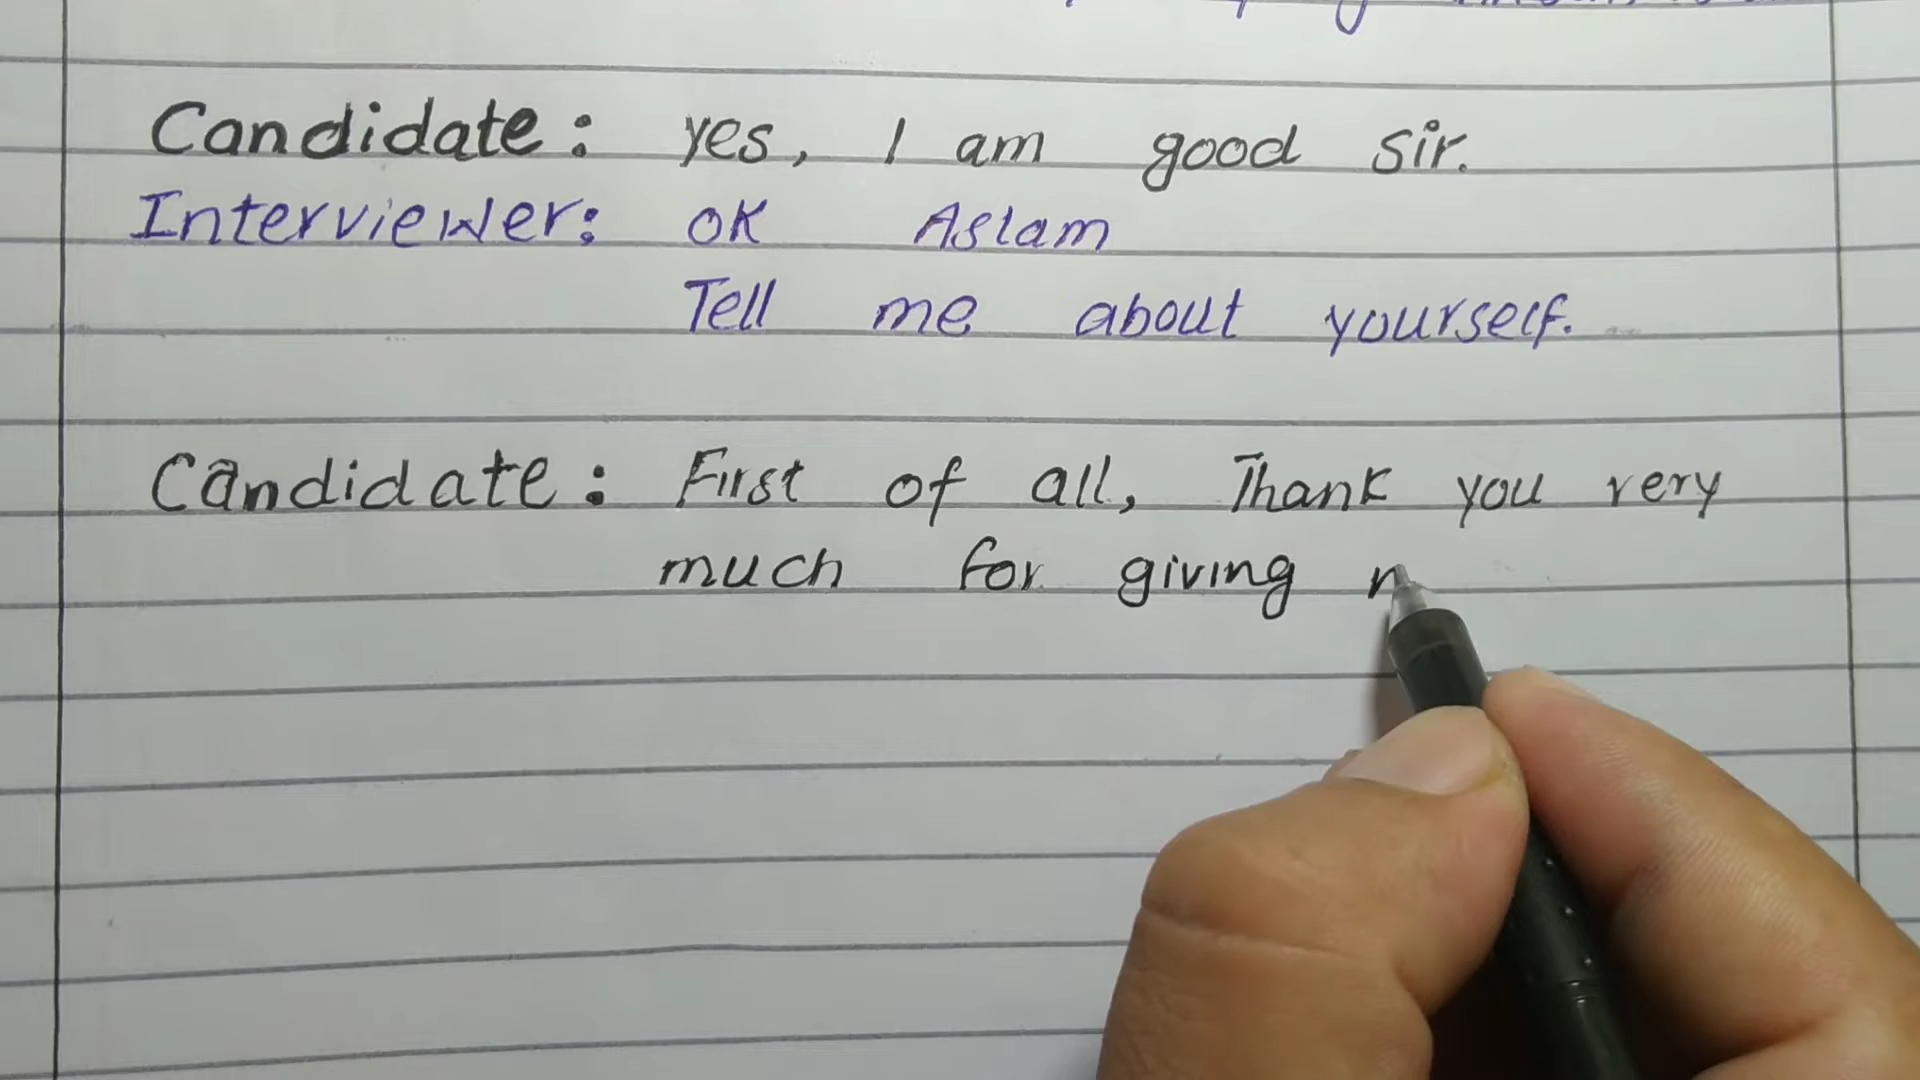 Candidate: yes, I am good sir.
Interviewer: OK Aslam
Tell me about yourself.
Candidate: First of all, Thank you very
much for giving